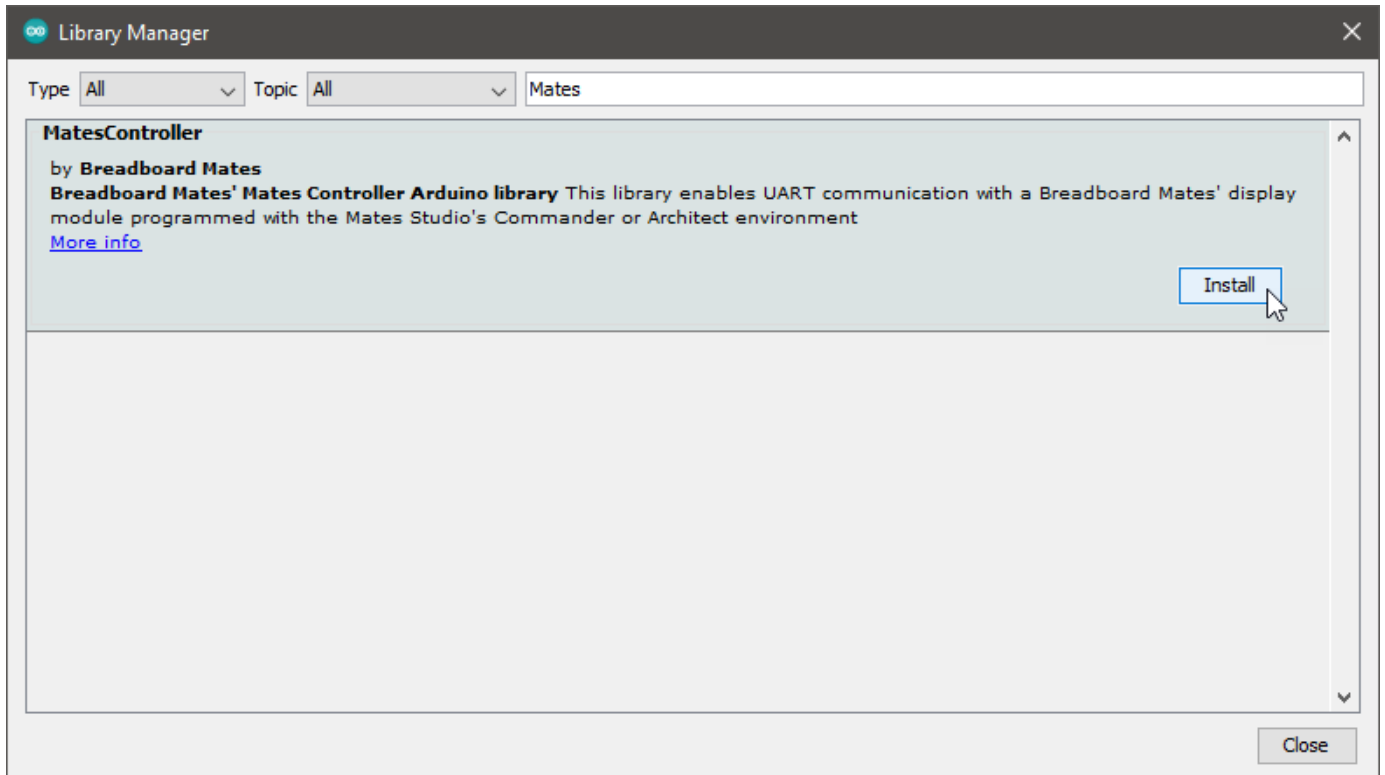 Library Manager
Type All Topic All Mates
MatesController
by Breadboard Mates
Breadboard Mates' Mates Controller Arduino library This library enables UART communication with a Breadboard Mates' display
module programmed with the Mates Studio's Commander or Architect environment
More info
Install
Close